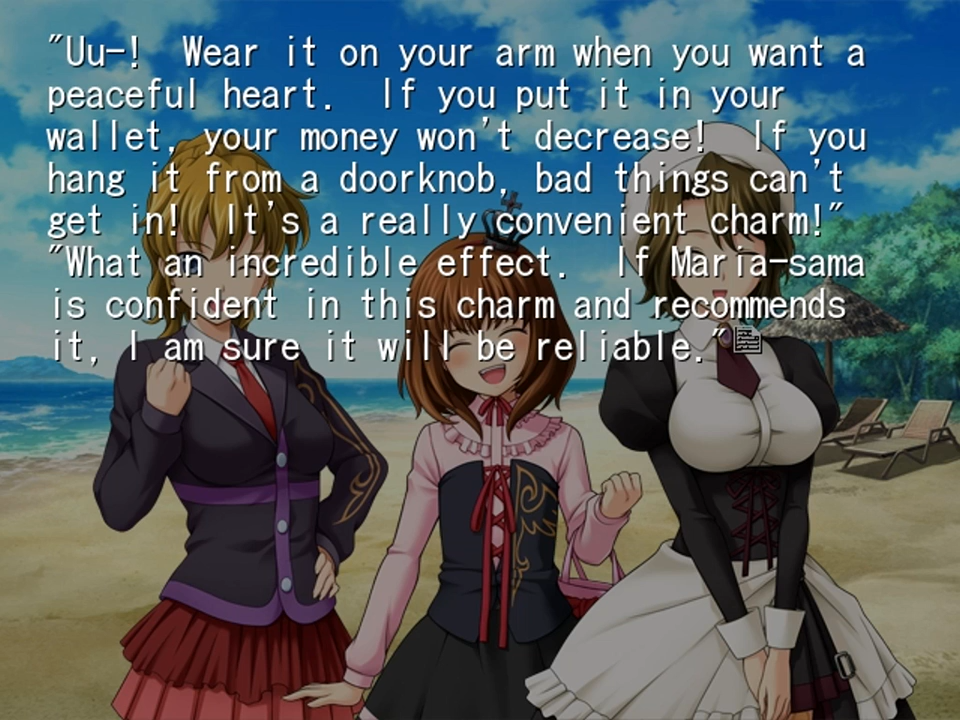 "Uu-!  Wear it on your arm when you want a
peaceful heart.  If you put it in your
wallet, your money won't decrease!  If you
hang it from a doorknob, bad things can't
get in!  It's a really convenient charm!"
"What an incredible effect.  If Maria-sama
is confident in this charm and recommends
it, I am sure it will be reliable."